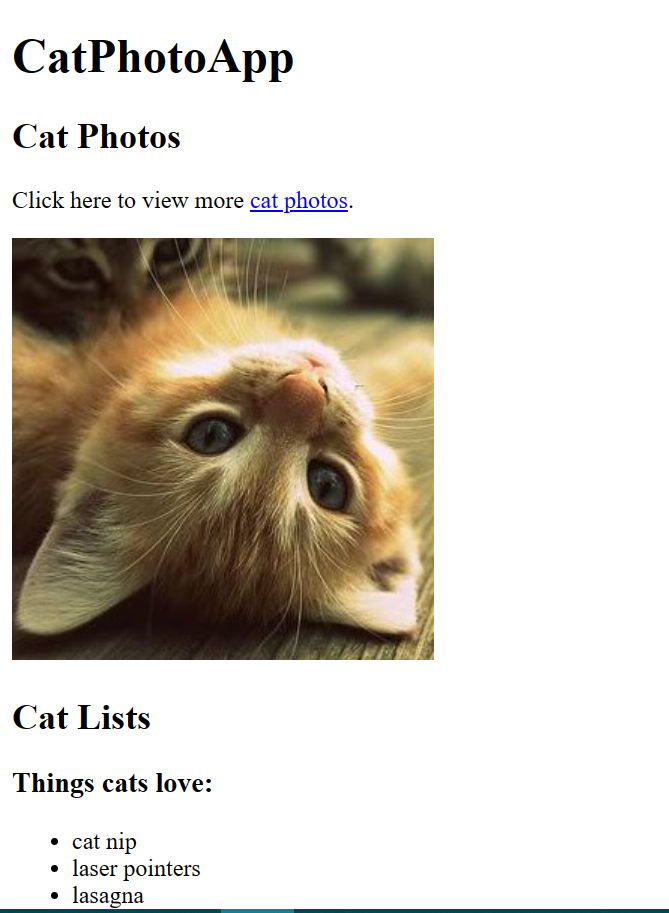 CatPhotoApp
Cat Photos
Click here to view more cat photos.
Cat Lists
Things cats love:
cat nip
laser pointers
lasagna